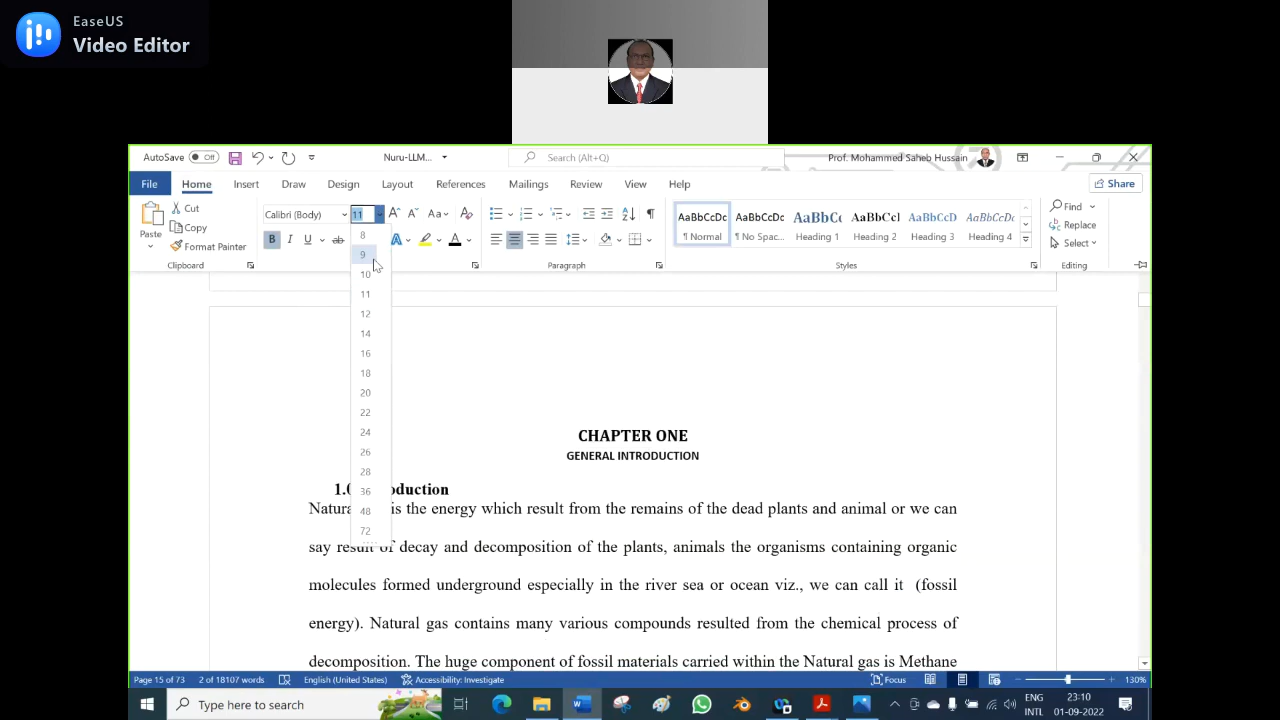 EaseUS
Video Editor
AutoSave Off
Nuru-LLM...
Search (Alt+Q)
Prof. Mohammed Saheb Hussain
File Home Insert Draw Design Layout References Mailings Review View Help
Share
Paste
Cut
Copy
Format Painter
Clipboard
Calibri (Body)
11
Aa
B I U ab
A A
Paragraph
AaBbCcDc
¶ Normal
AaBbCcDc
¶ No Spac...
AaBbCc
Heading 1
AaBbCcI
Heading 2
AaBbCcDc
Heading 3
AaBbCcDc
Heading 4
Styles
Find
Replace
Select
Editing
8
9
10
11
12
14
16
18
20
22
24
26
28
36
48
72
CHAPTER ONE
GENERAL INTRODUCTION
Natura is the energy which result from the remains of the dead plants and animal or we can
say result of decay and decomposition of the plants, animals the organisms containing organic
molecules formed underground especially in the river sea or ocean viz., we can call it (fossil
energy). Natural gas contains many various compounds resulted from the chemical process of
decomposition. The huge component of fossil materials carried within the Natural gas is Methane
Page 15 of 73
2 of 18107 words
English (United States)
Accessibility: Investigate
Focus
130%
Type here to search
ENG
INTL
23:10
01-09-2022